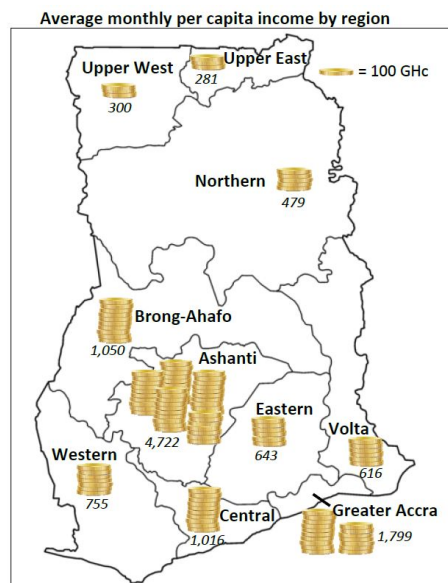 Average monthly per capita income by region
Upper West
300
Upper East
281
= 100 GHc
Northern
479
Brong-Ahafo
1,050
Ashanti
4,722
Eastern
643
Volta
616
Western
755
Central
1,016
Greater Accra
1,799